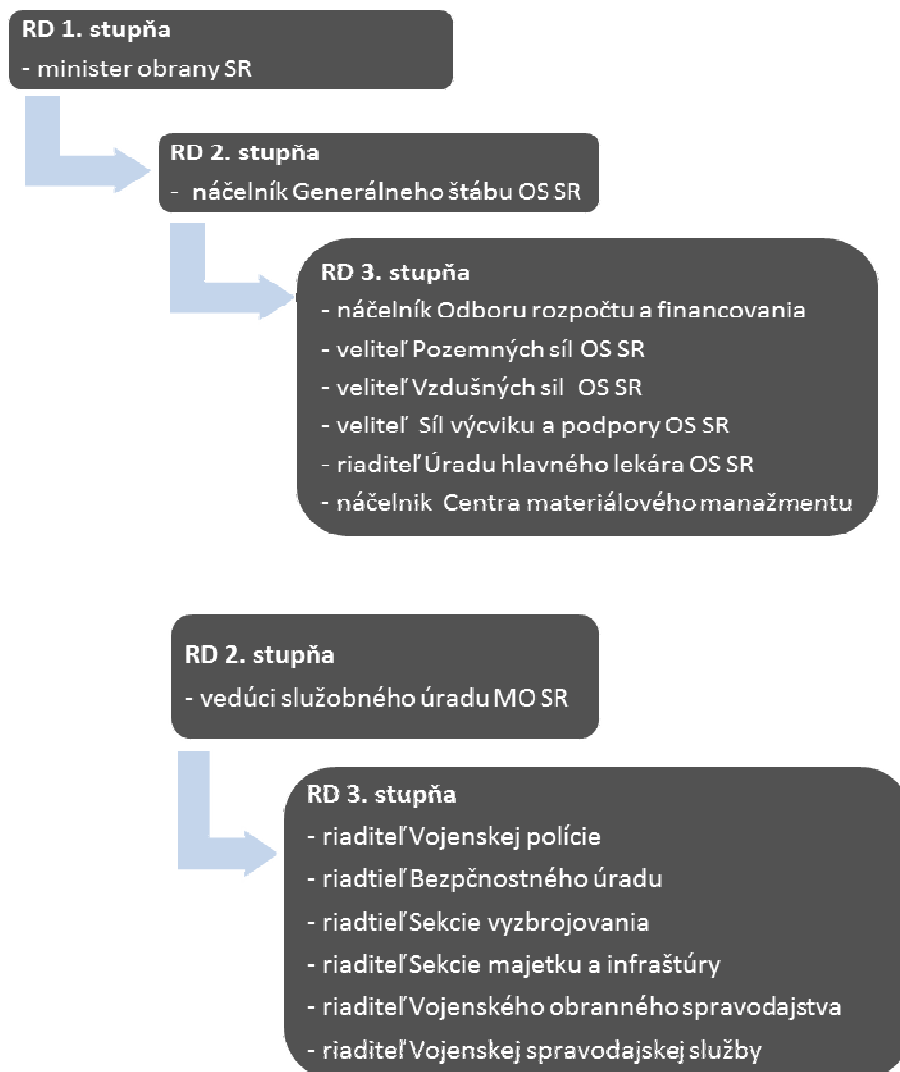 RD 1. stupňa
- minister obrany SR
RD 2. stupňa
- náčelník Generálneho štábu OS SR
RD 3. stupňa
- náčelník Odboru rozpočtu a financovania
- veliteľ Pozemných síl OS SR
- veliteľ Vzdušných sil OS SR
- veliteľ Síl výcviku a podpory OS SR
- riaditeľ Úradu hlavného lekára OS SR
- náčelnik Centra materiálového manažmentu
RD 2. stupňa
- vedúci služobného úradu MO SR
RD 3. stupňa
- riaditeľ Vojenskej polície
- riadtieľ Bezpčnostného úradu
- riadtieľ Sekcie vyzbrojovania
- riaditeľ Sekcie majetku a infraštúry
- riaditeľ Vojenského obranného spravodajstva
- riaditeľ Vojenskej spravodajskej služby